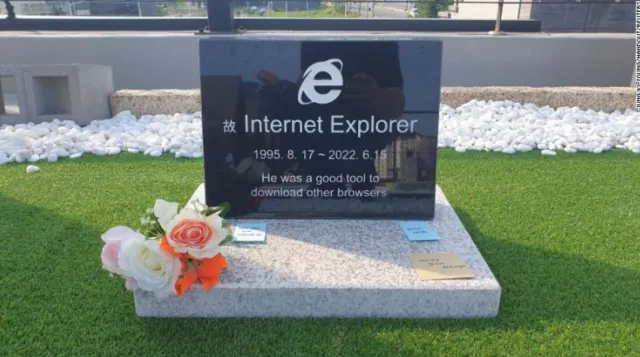 故 Internet Explorer
1995. 8. 17 ~ 2022. 6.15
He was a good tool to
download other browsers.